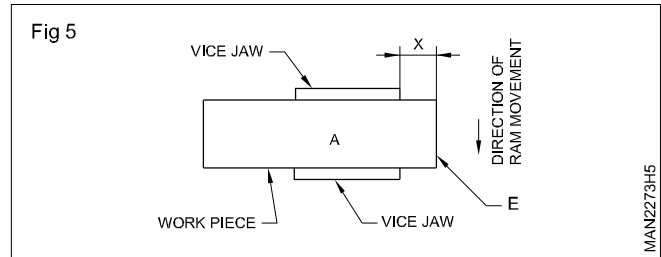 Fig 5
VICE JAW
X
DIRECTION OF
RAM MOVEMENT
A
E
WORK PIECE
VICE JAW
MAN2273H5